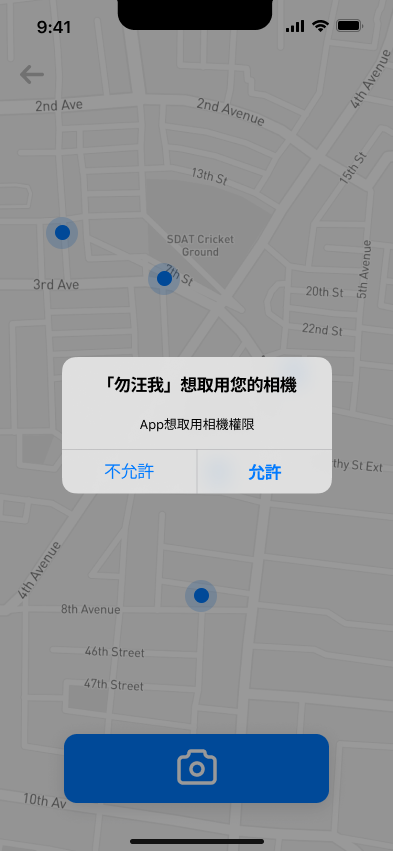 9:41
2nd Ave
2nd Avenue
4th Avenue
13th St
15th St
SDAT Cricket
Ground
5th Avenue
7th St
3rd Ave
20th St
22nd St
「勿汪我」想取用您的相機
App想取用相機權限
不允許
允許
thy St Ext
4th Avenue
8th Avenue
46th Street
47th Street
10th Av